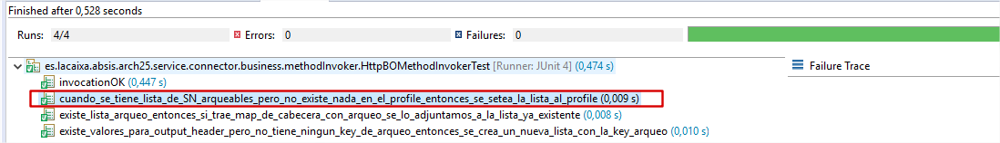 Finished after 0,528 seconds
Runs: 4/4 Errors: 0 Failures: 0
es.lacaixa.absis.arch25.service.connector.business.methodInvoker.HttpBOMethodInvokerTest [Runner: JUnit 4] (0,474 s)
Failure Trace
invocationOK (0,447 s)
cuando_se_tiene_lista_de_SN_arqueables_pero_no_existe_nada_en_el_profile_entonces_se_setea_la_lista_al_profile (0,009 s)
existe_lista_arqueo_entonces_si_trae_map_de_cabecera_con_arqueo_se_lo_adjuntamos_a_la_lista_ya_existente (0,008 s)
existe_valores_para_output_header_pero_no_tiene_ningun_key_de_arqueo_entonces_se_crea_un_nueva_lista_con_la_key_arqueo (0,010 s)